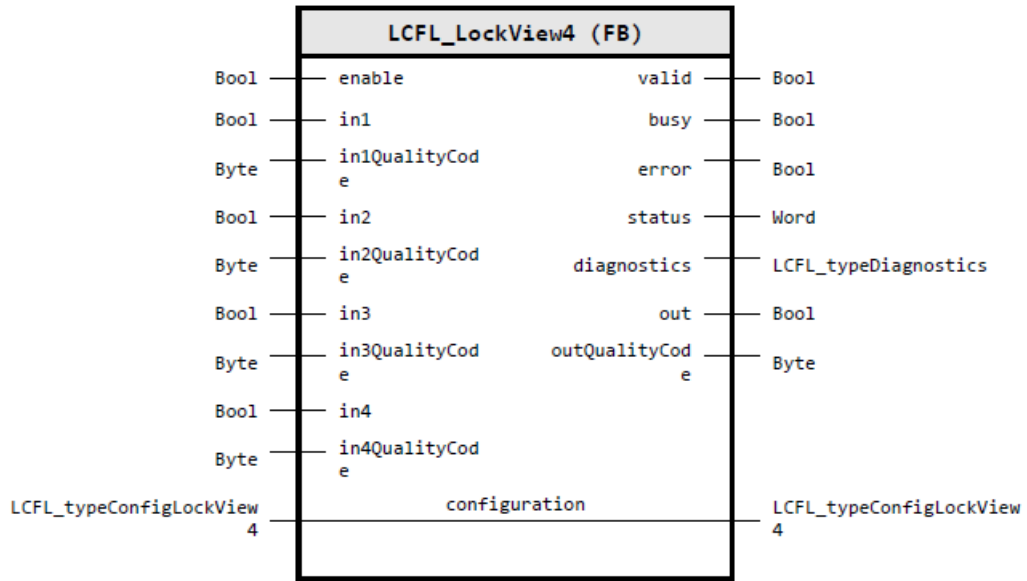 LCFL_LockView4 (FB)
Bool enable valid Bool
Bool in1 busy Bool
Byte in1QualityCod
e error Bool
Bool in2 status Word
Byte in2QualityCod
e diagnostics LCFL_typeDiagnostics
Bool in3 out Bool
Byte in3QualityCod
e outQualityCod
e Byte
Bool in4
Byte in4QualityCod
e
LCFL_typeConfigLockView
4 configuration LCFL_typeConfigLockView
4